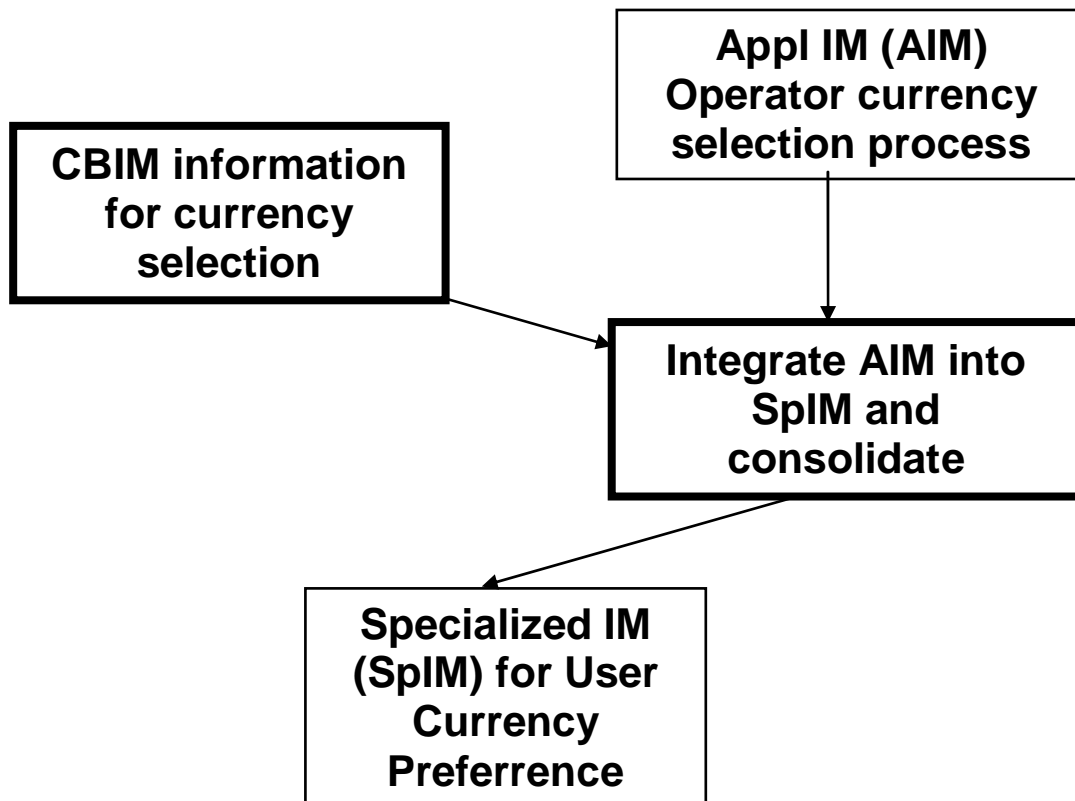 Appl IM (AIM)
Operator currency
selection process
CBIM information
for currency
selection
Integrate AIM into
SpIM and
consolidate
Specialized IM
(SpIM) for User
Currency
Preferrence